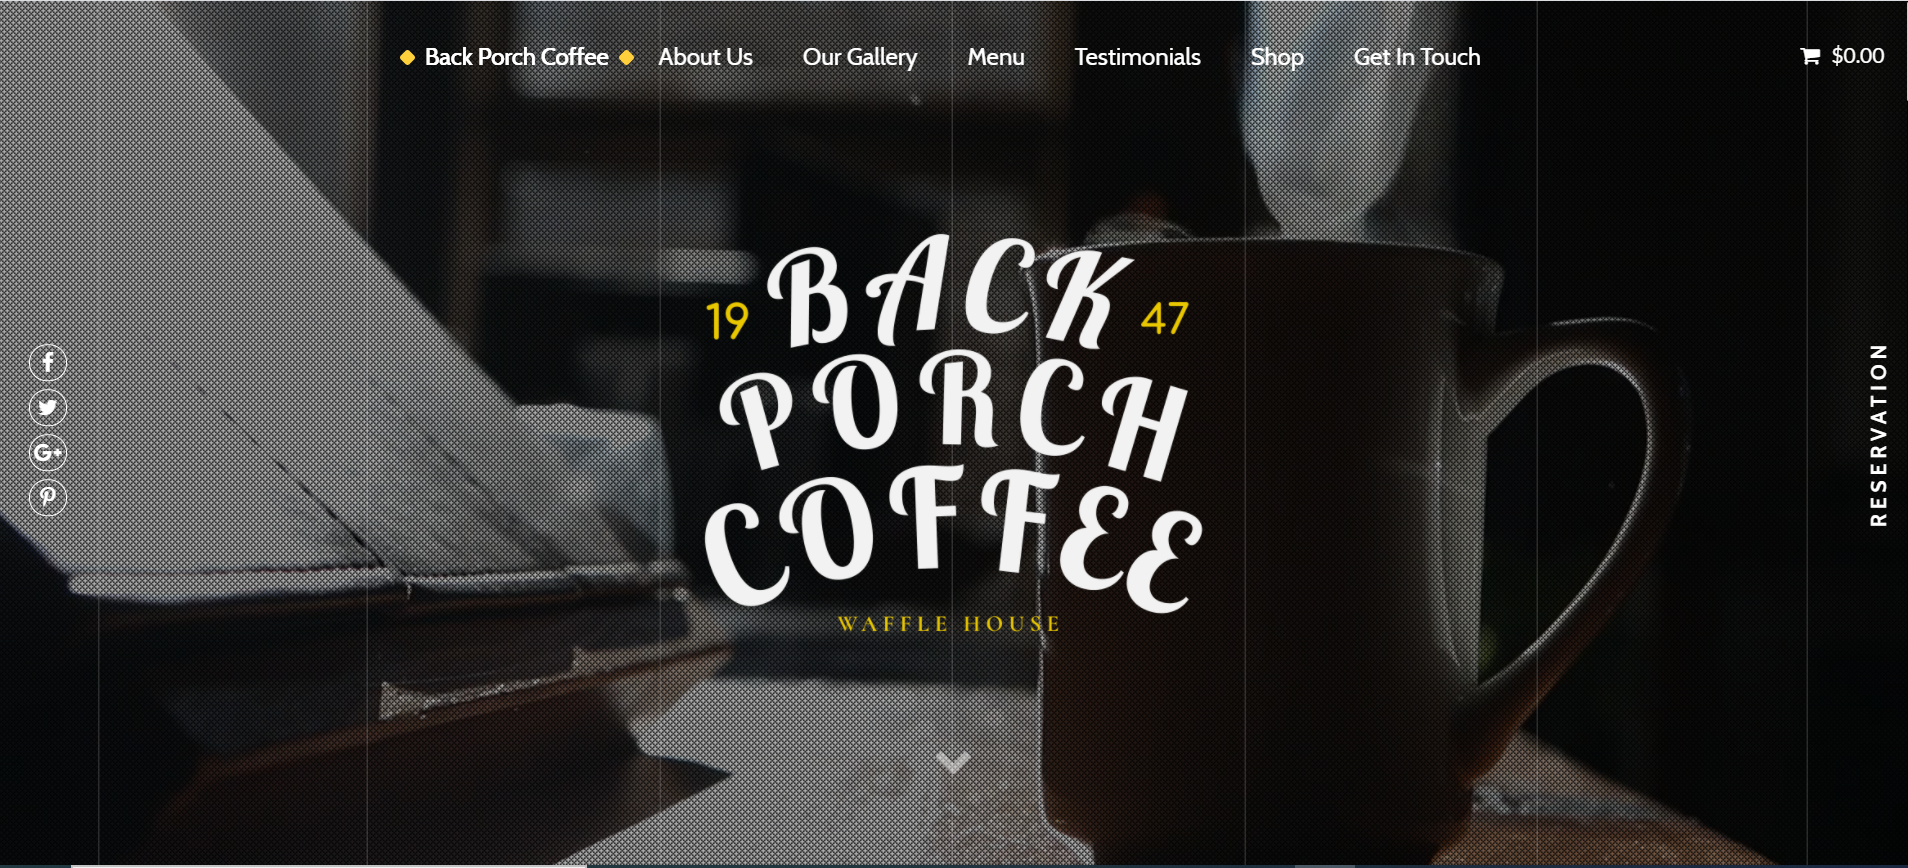 Back Porch Coffee About Us Our Gallery Menu Testimonials Shop Get In Touch $0.00
19 BACK 47
PORCH
COFFEE
WAFFLE HOUSE
RESERVATION